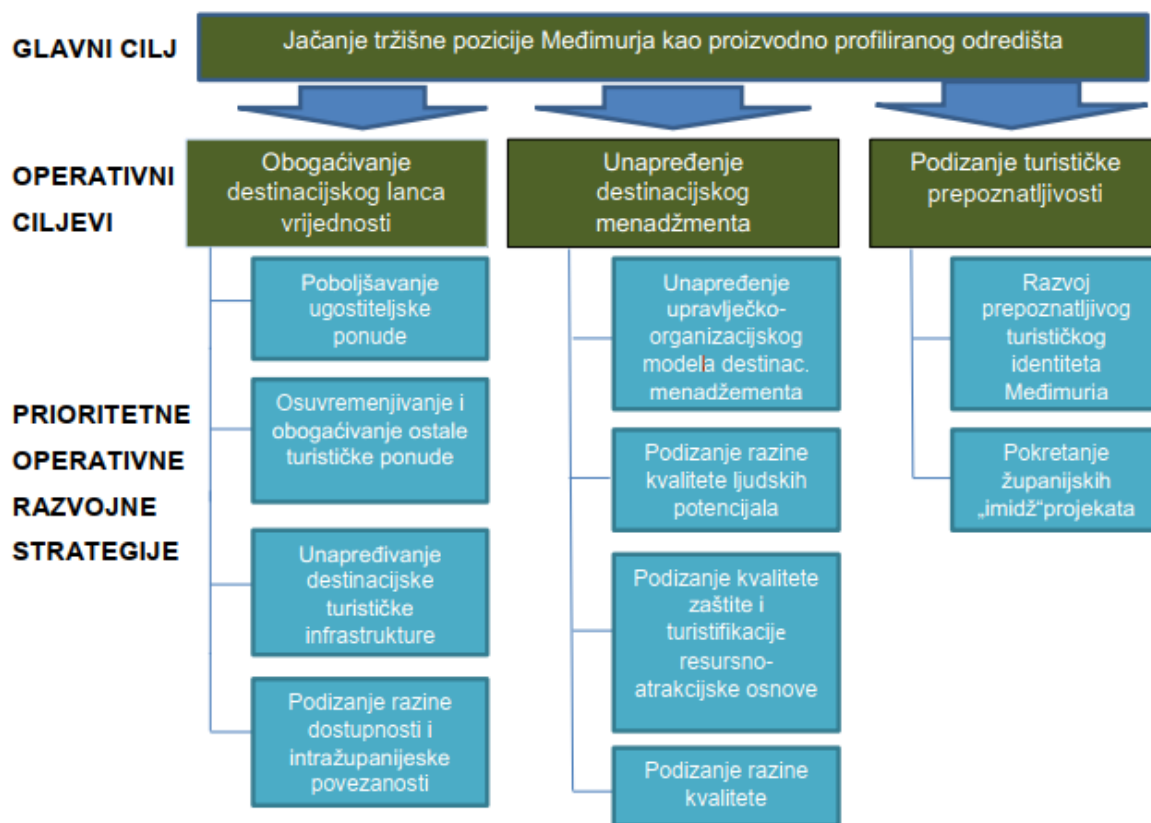 GLAVNI CILJ
Jačanje tržišne pozicije Međimurja kao proizvodno profiliranog odredišta
OPERATIVNI
CILJEVI
Obogaćivanje
destinacijskog lanca
vrijednosti
Unapređenje
destinacijskog
menadžmenta
Podizanje turističke
prepoznatljivosti
PRIORITETNE
OPERATIVNE
RAZVOJNE
STRATEGIJE
Poboljšavanje
ugostiteljske
ponude
Osuvremenjivanje i
obogaćivanje ostale
turističke ponude
Unapređivanje
destinacijske
turističke
infrastrukture
Podizanje razine
dostupnosti i
intražupanijeske
povezanosti
Unapređenje
upravlječko-
organizacijskog
modela destinac.
menadžementa
Podizanje razine
kvalitete ljudskih
potencijala
Podizanje kvalitete
zaštite i
turistifikacije
resursno-
atrakcijske osnove
Podizanje razine
kvalitete
Razvoj
prepoznatljivog
turističkog
identiteta
Međimuria
Pokretanje
županijskih
„imidž“projekata